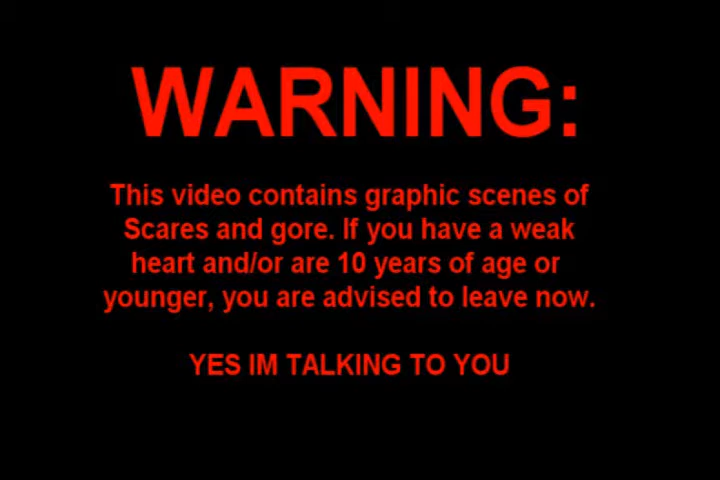 WARNING:
This video contains graphic scenes of
Scares and gore. If you have a weak
heart and/or are 10 years of age or
younger, you are advised to leave now.
YES IM TALKING TO YOU